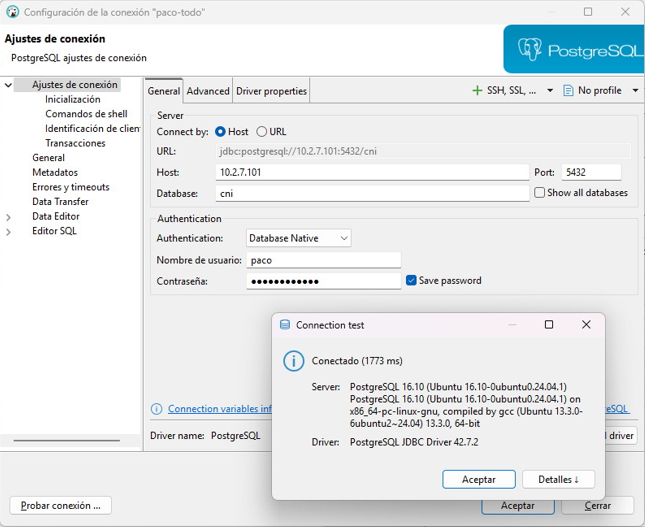 Configuración de la conexión "paco-todo"
Ajustes de conexión
PostgreSQL ajustes de conexión
PostgreSQL
Ajustes de conexión
Inicialización
Comandos de shell
Identificación de clien
Transacciones
General
Metadatos
Errores y timeouts
Data Transfer
Data Editor
Editor SQL
General Advanced Driver properties
SSH, SSL, ... No profile
Server
Connect by: Host URL
URL: jdbc:postgresql://10.2.7.101:5432/cni
Host: 10.2.7.101 Port: 5432
Database: cni Show all databases
Authentication
Authentication: Database Native
Nombre de usuario: paco
Contraseña: ●●●●●●●●●●●● Save password
Connection test
Conectado (1773 ms)
Server: PostgreSQL 16.10 (Ubuntu 16.10-0ubuntu0.24.04.1)
PostgreSQL 16.10 (Ubuntu 16.10-0ubuntu0.24.04.1) on
x86_64-pc-linux-gnu, compiled by gcc (Ubuntu 13.3.0-
6ubuntu2~24.04) 13.3.0, 64-bit
Driver: PostgreSQL JDBC Driver 42.7.2
Aceptar Detalles ↓
Connection variables inf
eSQL
Driver name: PostgreSQL
driver
Probar conexión ... Aceptar Cerrar